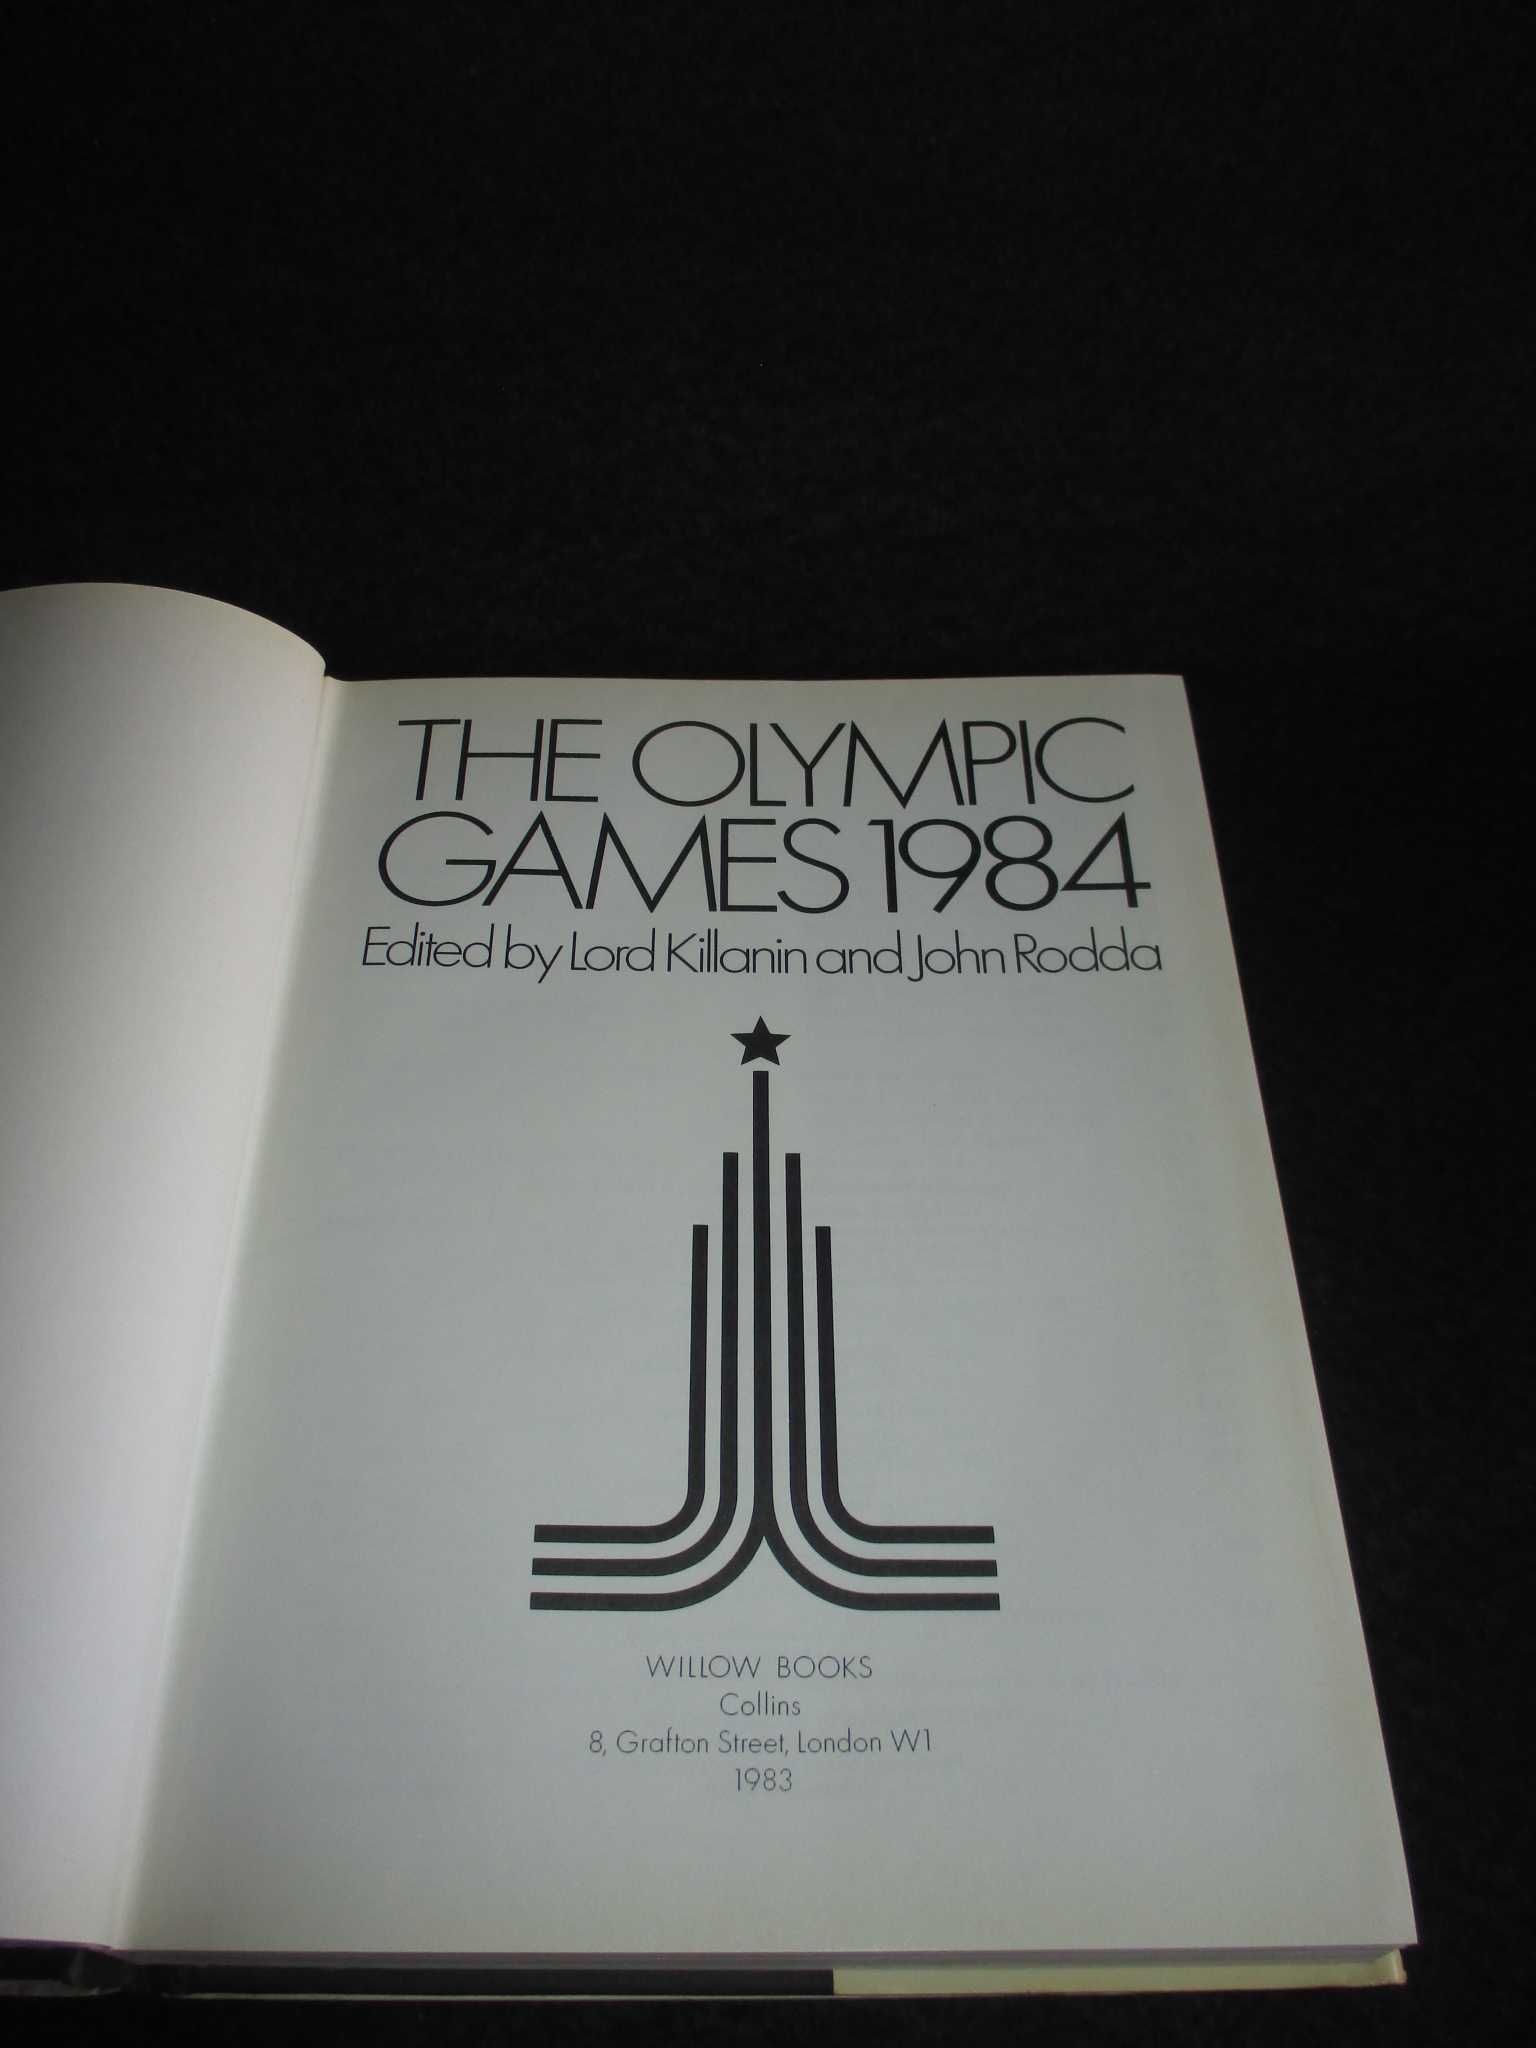 THE OLYMPIC
GAMES 1984
Edited by Lord Killanin and John Rodda
WILLOW BOOKS
Collins
8, Grafton Street, London W1
1983